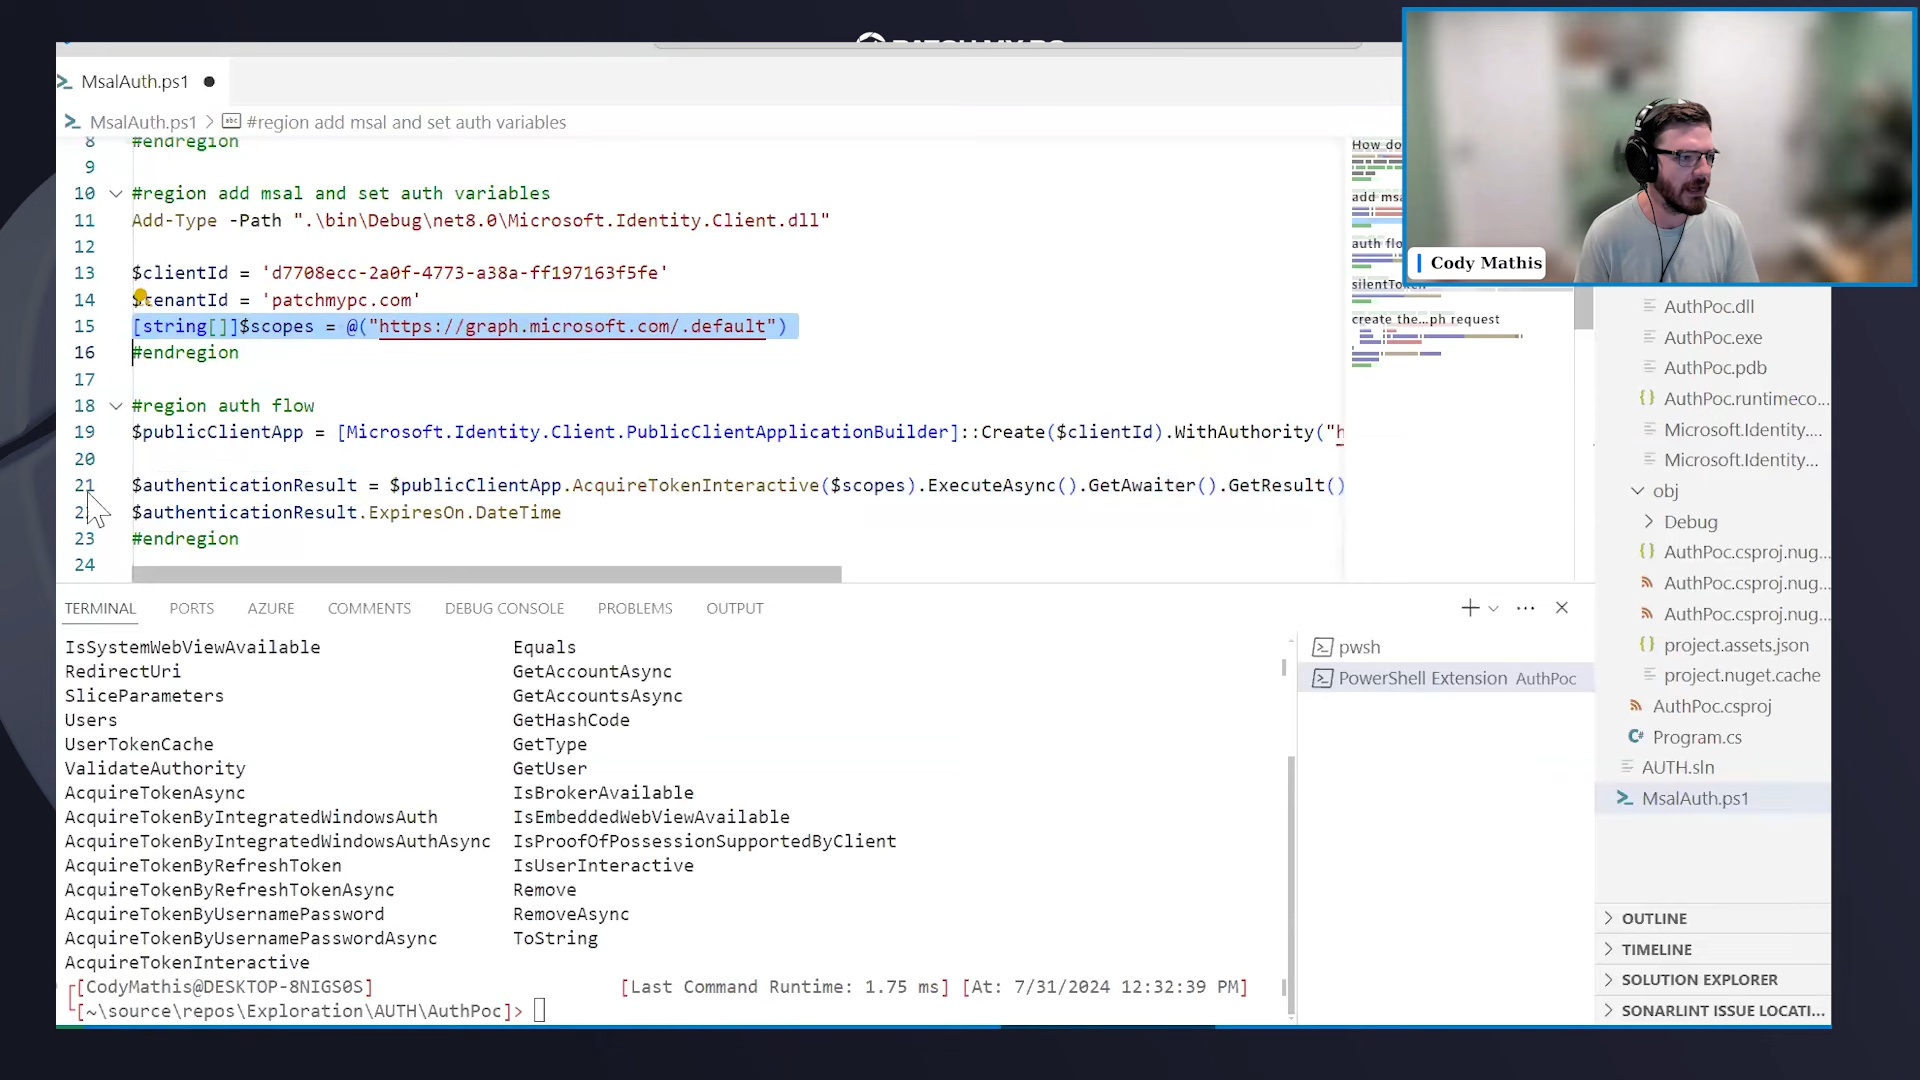 PATCH MY PC
MsalAuth.ps1
MsalAuth.ps1 > #region add msal and set auth variables
8 #endregion
9
10 #region add msal and set auth variables
11 Add-Type -Path ".\bin\Debug\net8.0\Microsoft.Identity.Client.dll"
12
13 $clientId = 'd7708ecc-2a0f-4773-a38a-ff197163f5fe'
14 $tenantId = 'patchmypc.com'
15 [string[]]$scopes = @("https://graph.microsoft.com/.default")
16 #endregion
17
18 #region auth flow
19 $publicClientApp = [Microsoft.Identity.Client.PublicClientApplicationBuilder]::Create($clientId).WithAuthority("h
20
21 $authenticationResult = $publicClientApp.AcquireTokenInteractive($scopes).ExecuteAsync().GetAwaiter().GetResult()
22 $authenticationResult.ExpiresOn.DateTime
23 #endregion
24
How do
add msa
auth flo
silentToken
create the...ph request
Cody Mathis
AuthPoc.dll
AuthPoc.exe
AuthPoc.pdb
{} AuthPoc.runtimeco...
Microsoft.Identity....
Microsoft.Identity...
obj
Debug
{} AuthPoc.csproj.nug...
AuthPoc.csproj.nug...
AuthPoc.csproj.nug...
{} project.assets.json
project.nuget.cache
AuthPoc.csproj
Program.cs
AUTH.sln
MsalAuth.ps1
OUTLINE
TIMELINE
SOLUTION EXPLORER
SONARLINT ISSUE LOCATI...
TERMINAL PORTS AZURE COMMENTS DEBUG CONSOLE PROBLEMS OUTPUT
IsSystemWebViewAvailable Equals
RedirectUri GetAccountAsync
SliceParameters GetAccountsAsync
Users GetHashCode
UserTokenCache GetType
ValidateAuthority GetUser
AcquireTokenAsync IsBrokerAvailable
AcquireTokenByIntegratedWindowsAuth IsEmbeddedWebViewAvailable
AcquireTokenByIntegratedWindowsAuthAsync IsProofOfPossessionSupportedByClient
AcquireTokenByRefreshToken IsUserInteractive
AcquireTokenByRefreshTokenAsync Remove
AcquireTokenByUsernamePassword RemoveAsync
AcquireTokenByUsernamePasswordAsync ToString
AcquireTokenInteractive
[CodyMathis@DESKTOP-8NIGS0S] [Last Command Runtime: 1.75 ms] [At: 7/31/2024 12:32:39 PM]
[~\source\repos\Exploration\AUTH\AuthPoc]>
pwsh
PowerShell Extension AuthPoc